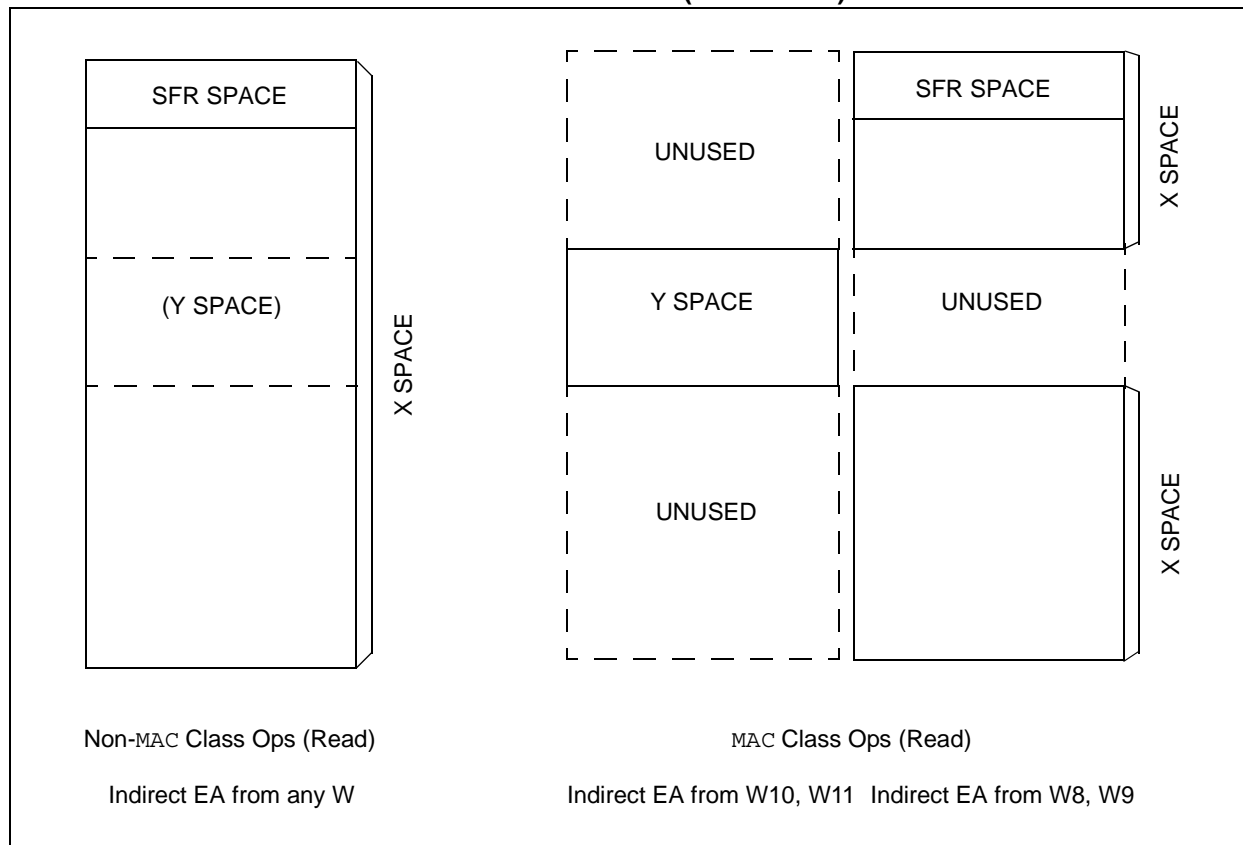 SFR SPACE
(Y SPACE)
X SPACE
Non-MAC Class Ops (Read)
Indirect EA from any W
UNUSED
SFR SPACE
X SPACE
Y SPACE
UNUSED
UNUSED
X SPACE
MAC Class Ops (Read)
Indirect EA from W10, W11
Indirect EA from W8, W9